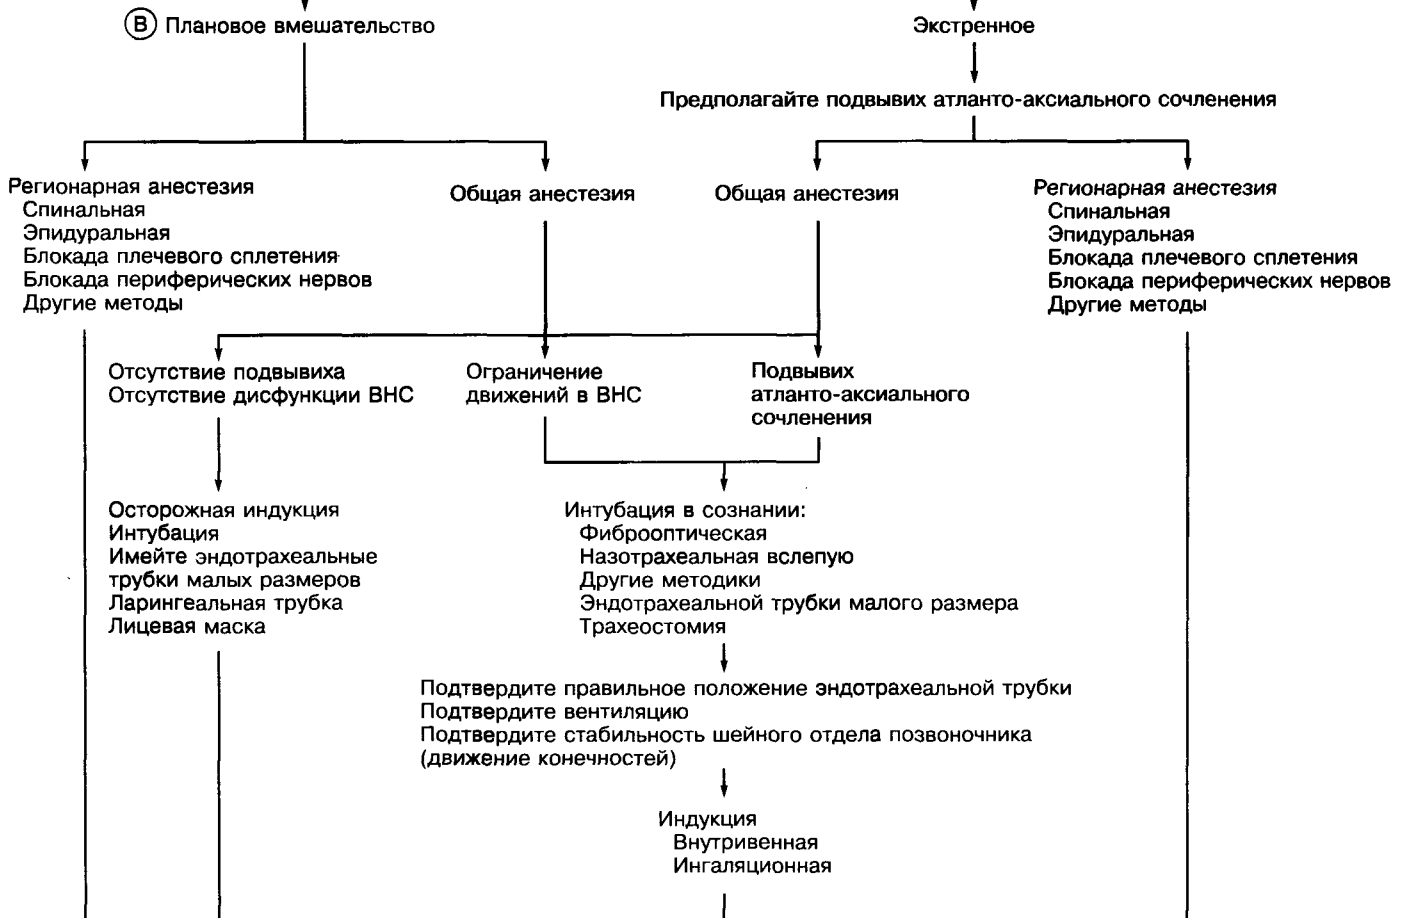 B Плановое вмешательство
Экстренное
Предполагайте подвывих атланто-аксиального сочленения
Регионарная анестезия
Спинальная
Эпидуральная
Блокада плечевого сплетения
Блокада периферических нервов
Другие методы
Общая анестезия
Общая анестезия
Регионарная анестезия
Спинальная
Эпидуральная
Блокада плечевого сплетения
Блокада периферических нервов
Другие методы
Отсутствие подвывиха
Отсутствие дисфункции ВНС
Ограничение
движений в ВНС
Подвывих
атланто-аксиального
сочленения
Осторожная индукция
Интубация
Имейте эндотрахеальные
трубки малых размеров
Ларингеальная трубка
Лицевая маска
Интубация в сознании:
Фиброоптическая
Назотрахеальная вслепую
Другие методики
Эндотрахеальной трубки малого размера
Трахеостомия
Подтвердите правильное положение эндотрахеальной трубки
Подтвердите вентиляцию
Подтвердите стабильность шейного отдела позвоночника
(движение конечностей)
Индукция
Внутривенная
Ингаляционная